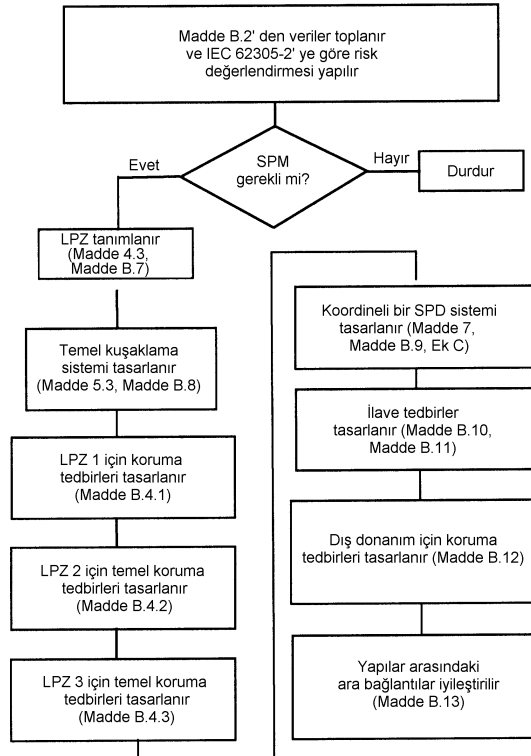 Madde B.2' den veriler toplanır
ve IEC 62305-2' ye göre risk
değerlendirmesi yapılır
SPM
gerekli mi?
Evet
Hayır
Durdur
LPZ tanımlanır
(Madde 4.3,
Madde B.7)
Temel kuşaklama
sistemi tasarlanır
(Madde 5.3, Madde B.8)
LPZ 1 için koruma
tedbirleri tasarlanır
(Madde B.4.1)
LPZ 2 için temel koruma
tedbirleri tasarlanır
(Madde B.4.2)
LPZ 3 için temel koruma
tedbirleri tasarlanır
(Madde B.4.3)
Koordineli bir SPD sistemi
tasarlanır (Madde 7,
Madde B.9, Ek C)
İlave tedbirler
tasarlanır (Madde B.10,
Madde B.11)
Dış donanım için koruma
tedbirleri tasarlanır (Madde B.12)
Yapılar arasındaki
ara bağlantılar iyileştirilir
(Madde B.13)